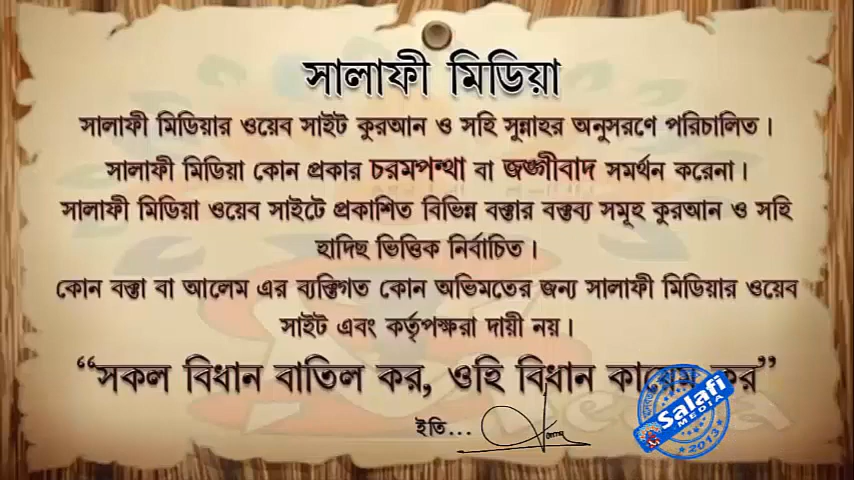 সালাফী মিডিয়া
সালাফী মিডিয়ার ওয়েব সাইট কুরআন ও সহি সুন্নাহর অনুসরণে পরিচালিত।
সালাফী মিডিয়া কোন প্রকার চরমপন্থা বা জঙ্গীবাদ সমর্থন করেনা।
সালাফী মিডিয়া ওয়েব সাইটে প্রকাশিত বিভিন্ন বক্তার বক্তব্য সমূহ কুরআন ও সহি
হাদিছ ভিত্তিক নির্বাচিত।
কোন বক্তা বা আলেম এর ব্যক্তিগত কোন অভিমতের জন্য সালাফী মিডিয়ার ওয়েব
সাইট এবং কর্তৃপক্ষরা দায়ী নয়।
“সকল বিধান বাতিল কর, ওহি বিধান কায়েম কর”
ইতি...
Salafi
MEDIA
2013